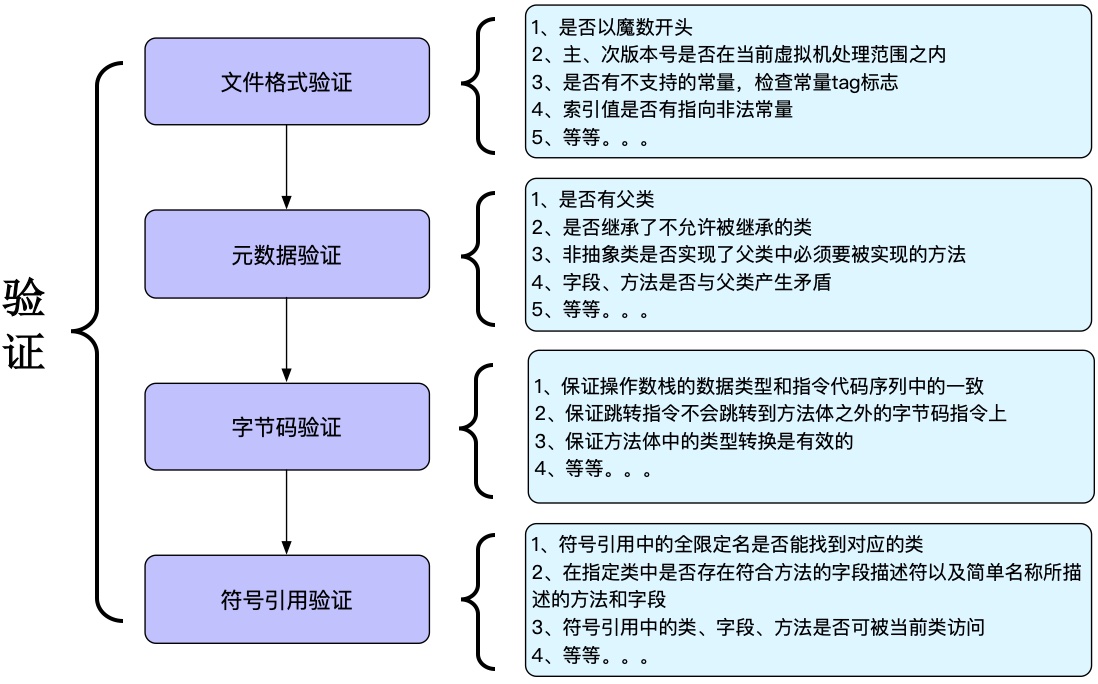 验
证
文件格式验证
1、是否以魔数开头
2、主、次版本号是否在当前虚拟机处理范围之内
3、是否有不支持的常量，检查常量tag标志
4、索引值是否有指向非法常量
5、等等。。。
元数据验证
1、是否有父类
2、是否继承了不允许被继承的类
3、非抽象类是否实现了父类中必须要被实现的方法
4、字段、方法是否与父类产生矛盾
5、等等。。。
字节码验证
1、保证操作数栈的数据类型和指令代码序列中的一致
2、保证跳转指令不会跳转到方法体之外的字节码指令上
3、保证方法体中的类型转换是有效的
4、等等。。。
符号引用验证
1、符号引用中的全限定名是否能找到对应的类
2、在指定类中是否存在符合方法的字段描述符以及简单名称所描
述的方法和字段
3、符号引用中的类、字段、方法是否可被当前类访问
4、等等。。。